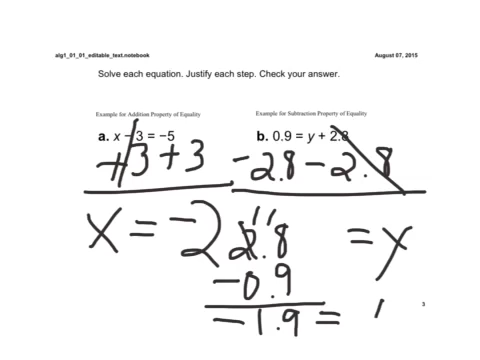 alg1_01_01_editable_text.notebook
August 07, 2015
Solve each equation. Justify each step. Check your answer.
Example for Addition Property of Equality
Example for Subtraction Property of Equality
a. x − 3 = −5
b. 0.9 = y + 2.8
+3 +3
−2.8 −2.8
x = −2
2.8
= y
−0.9
−1.9 =
3